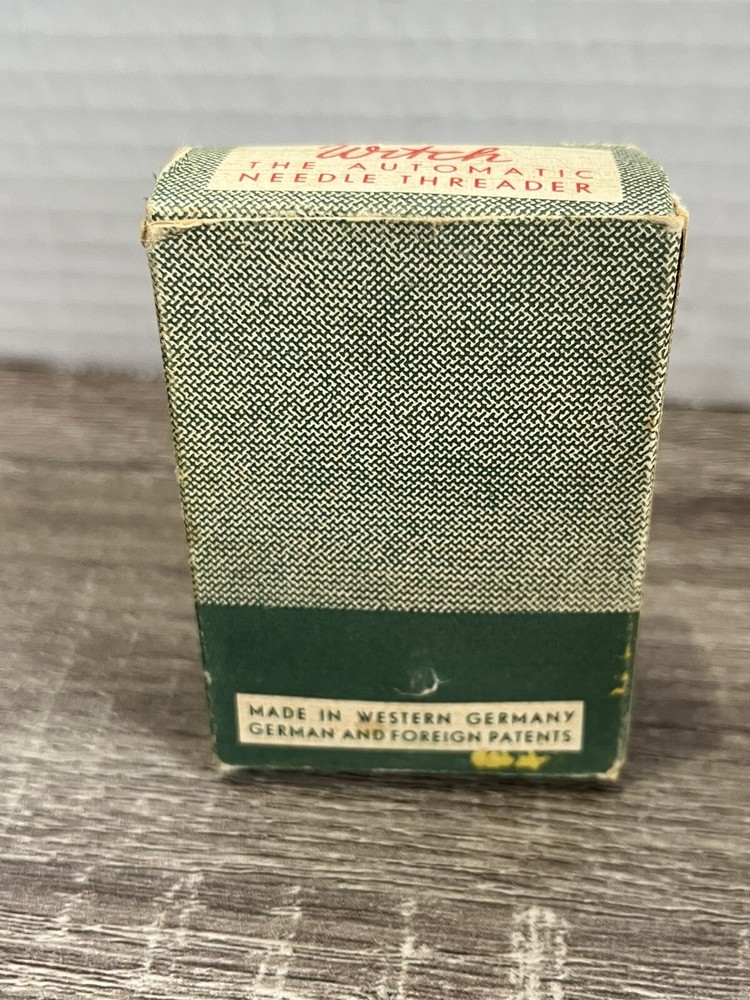 Witch
THE AUTOMATIC
NEEDLE THREADER
MADE IN WESTERN GERMANY
GERMAN AND FOREIGN PATENTS